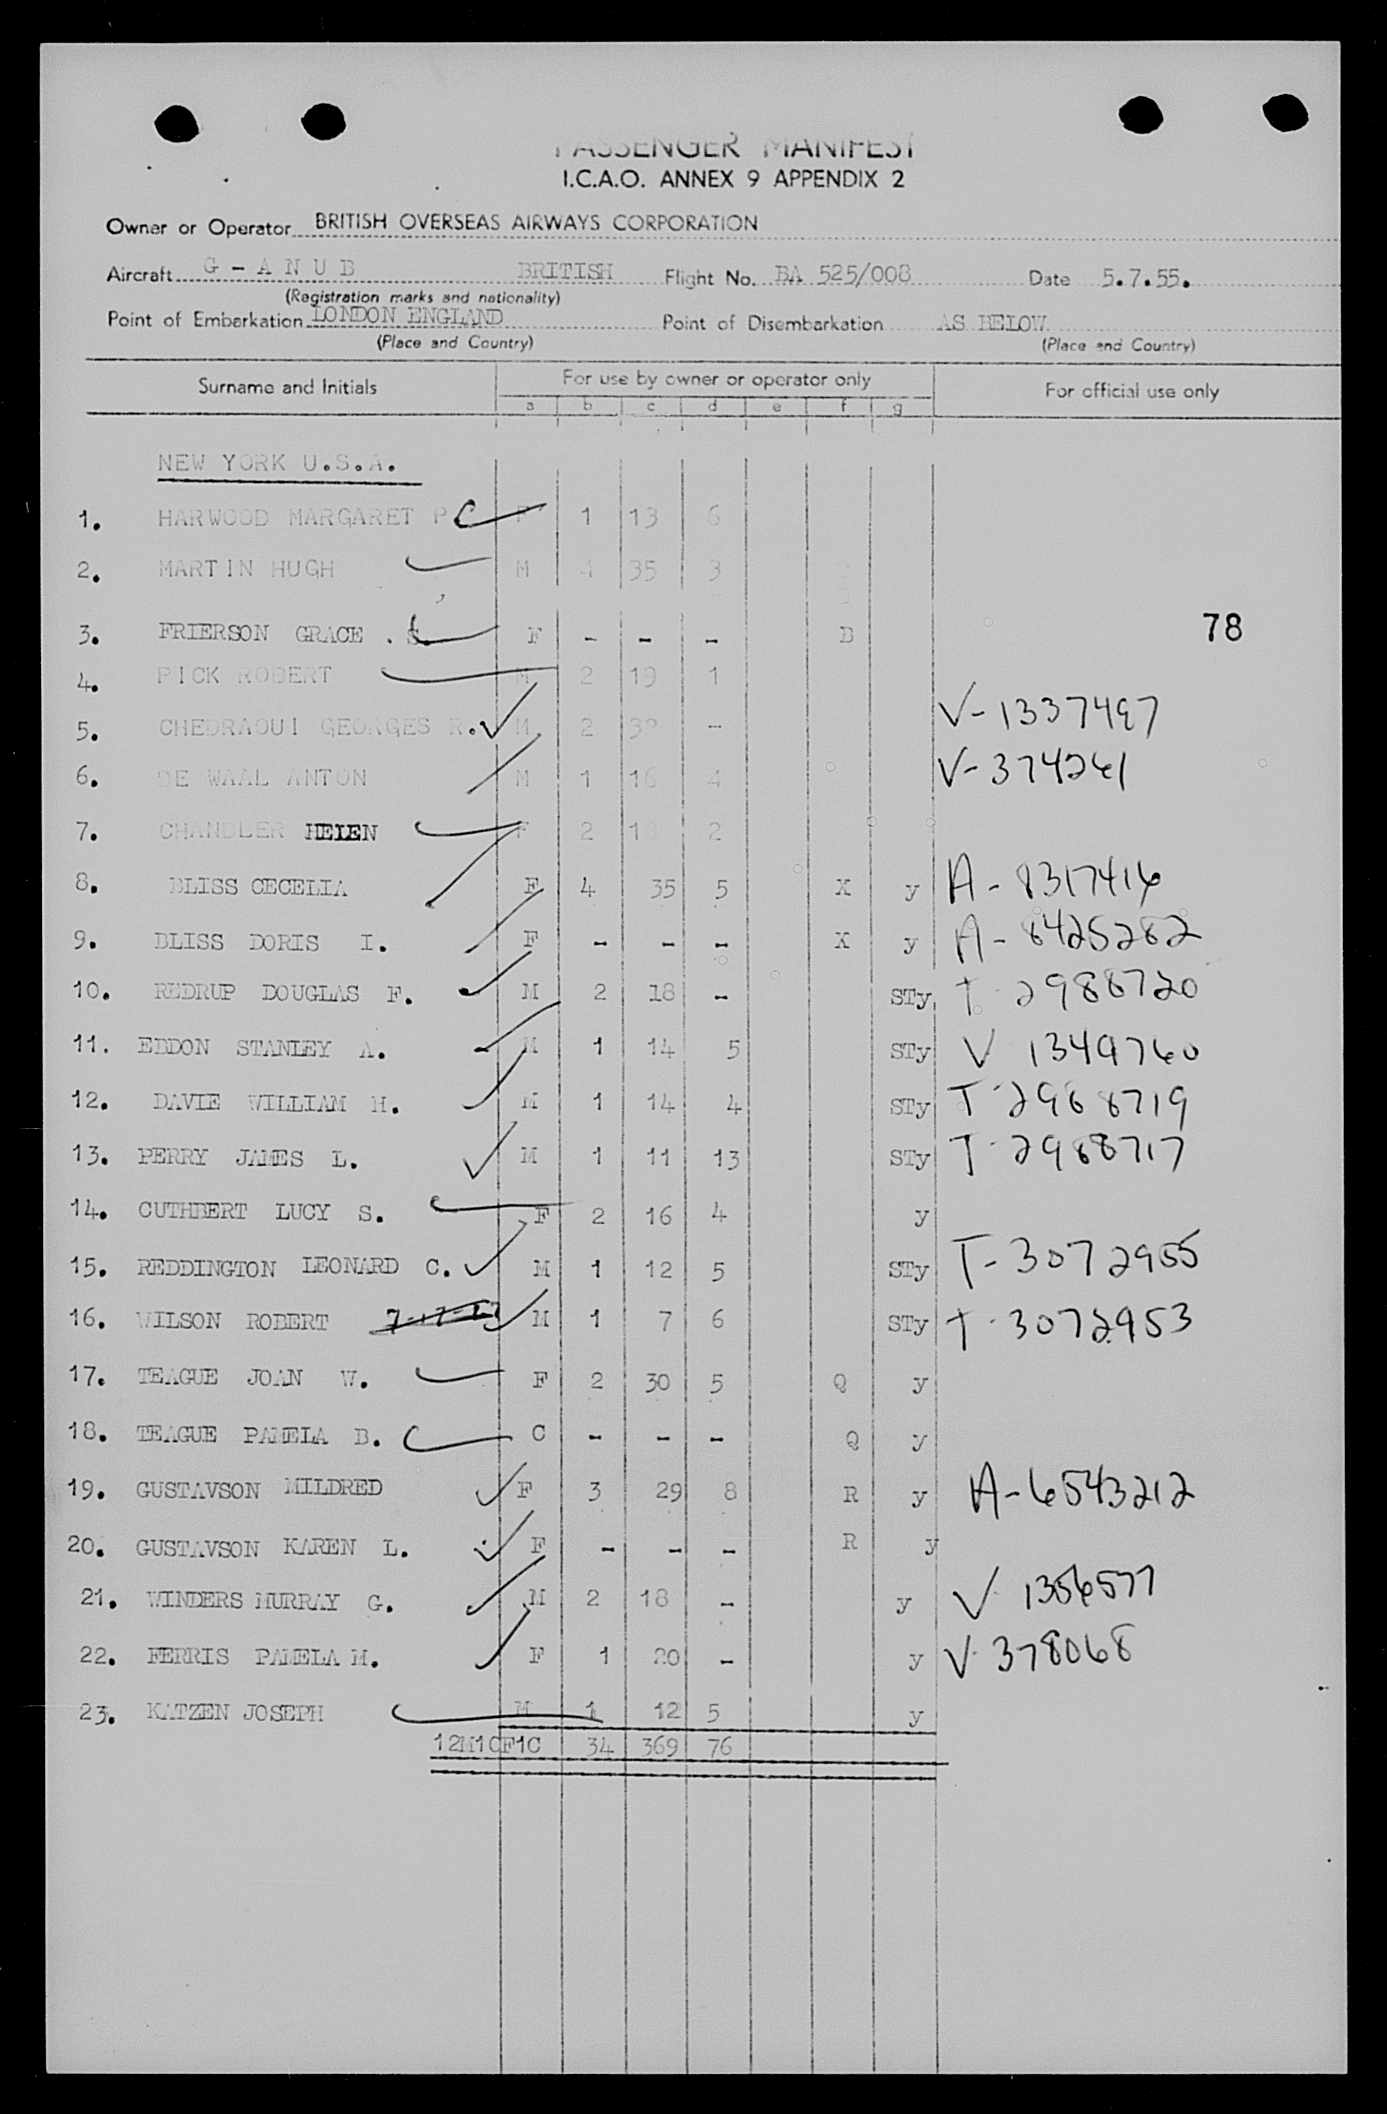 PASSENGER MANIFEST
I.C.A.O. ANNEX 9 APPENDIX 2
Owner or Operator BRITISH OVERSEAS AIRWAYS CORPORATION
Aircraft G - A N U B BRITISH Flight No. BA 525/008 Date 5.7.55.
(Registration marks and nationality)
Point of Embarkation LONDON ENGLAND Point of Disembarkation AS BELOW
(Place and Country) (Place and Country)
Surname and Initials For use by owner or operator only For official use only
a b c d e f g
NEW YORK U.S.A.
1. HARWOOD MARGARET P F 1 13 6
2. MARTIN HUGH M 4 35 3
3. FRIERSON GRACE . S. F - - - B
78
4. PICK ROBERT M 2 19 1
5. CHEDRAOUI GEORGES R. M 2 - V-1337497
6. DE WAAL ANTON M 1 16 4 V-374261
7. CHANDLER HELEN F 2 2
8. BLISS CECELIA F 4 35 5 X y A-8317416
9. BLISS DORIS I. F - - - X y A-8425282
10. REDRUP DOUGLAS F. M 2 18 - STy T 2988720
11. EDDON STANLEY A. M 1 14 5 STy V 1349760
12. DAVIE WILLIAM H. M 1 14 4 STy T-2988719
13. PERRY JAMES L. M 1 11 13 STy T-2988717
14. CUTHBERT LUCY S. F 2 16 4 y
15. REDDINGTON LEONARD C. M 1 12 5 STy T-3072955
16. WILSON ROBERT M 1 7 6 STy T-3072953
17. TEAGUE JOAN W. F 2 30 5 Q y
18. TEAGUE PAMELA B. C - - - Q y
19. GUSTAVSON MILDRED F 3 29 8 R y A-6543212
20. GUSTAVSON KAREN L. F - - - R y
21. WINDERS MURRAY G. M 2 18 - y V 1356577
22. FERRIS PAMELA M. F 1 20 - y V-378068
23. KATZEN JOSEPH M 1 12 5 y
12M10F1C 34 369 76